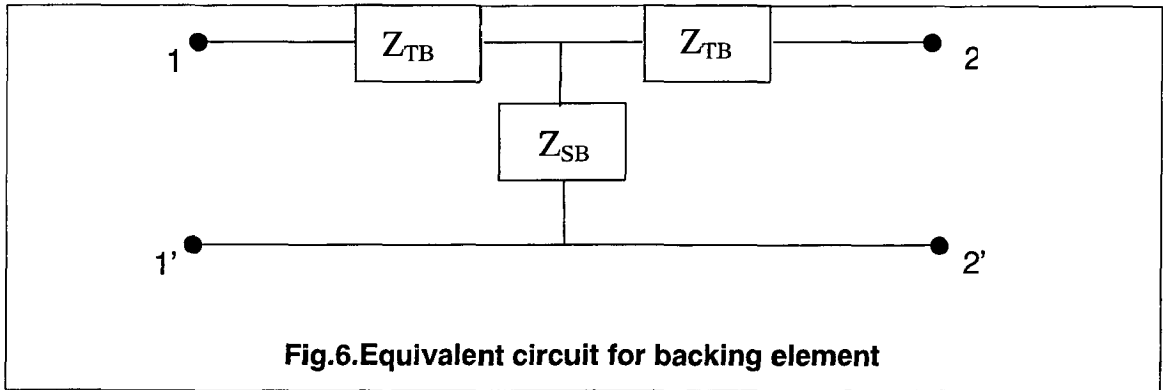 1 Z_TB Z_TB 2
Z_SB
1' 2'
Fig.6.Equivalent circuit for backing element